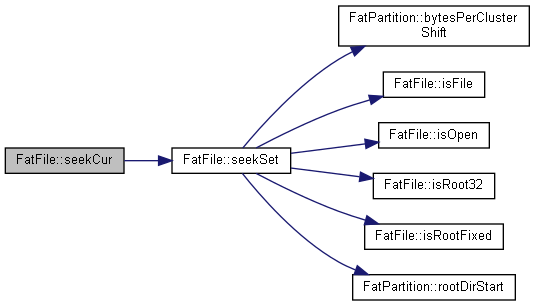 FatPartition::bytesPerCluster
Shift
FatFile::isFile
FatFile::isOpen
FatFile::seekCur
FatFile::seekSet
FatFile::isRoot32
FatFile::isRootFixed
FatPartition::rootDirStart